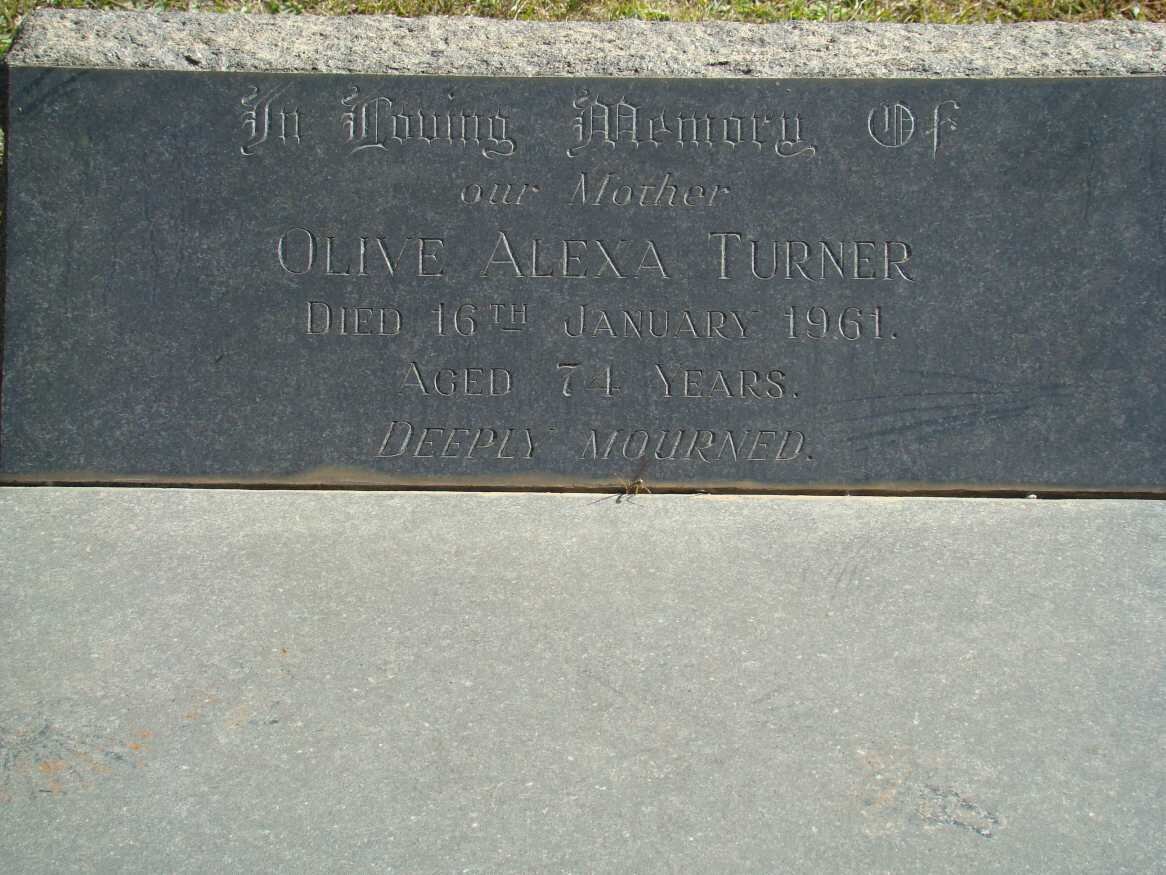 In Loving Memory Of
our Mother
OLIVE ALEXA TURNER
DIED 16TH JANUARY 1961.
AGED 74 YEARS.
DEEPLY MOURNED.